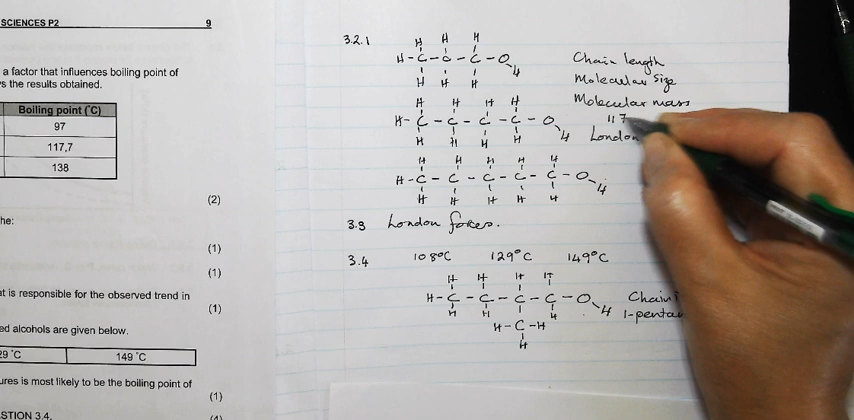 SCIENCES P2
9
a factor that influences boiling point of
s the results obtained.
Boiling point (˚C)
97
117,7
138
(2)
he:
(1)
(1)
t is responsible for the observed trend in
(1)
ed alcohols are given below.
29 ˚C 149 ˚C
ures is most likely to be the boiling point of
(1)
STION 3.4.
(4)
3.2.1
H H H
H-C-C-C-O
H
H H H
Chain length
Molecular size
Molecular mass
117
London
H H H H
H-C-C-C-C-O
H
H H H H
H H H H H
H-C-C-C-C-C-O
H
H H H H H
3.3 London forces.
3.4 108°C 129°C 149°C
H H H H
H-C-C-C-C-O
H
H H H
H-C-H
H
Chain
1-penta